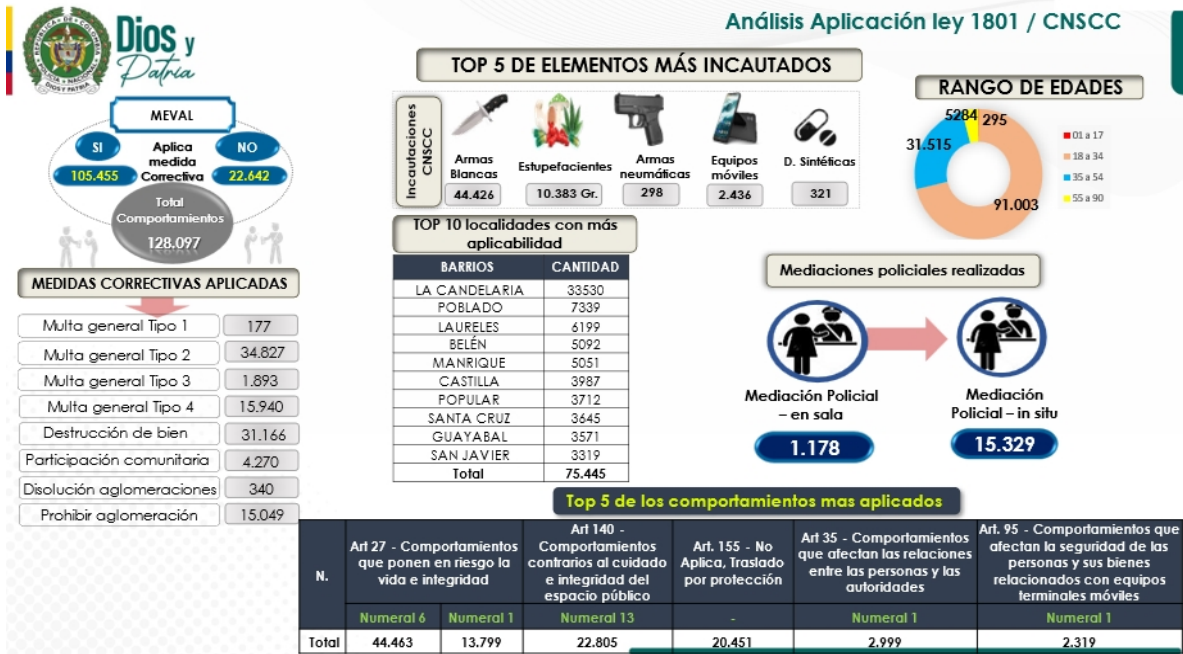 Dios y
Patria
REPÚBLICA DE COLOMBIA
POLICÍA NACIONAL
DIOS Y PATRIA
Análisis Aplicación ley 1801 / CNSCC
MEVAL
SI
Aplica
medida
Correctiva
NO
105.455
22.642
Total
Comportamientos
128.097
MEDIDAS CORRECTIVAS APLICADAS
Multa general Tipo 1 177
Multa general Tipo 2 34.827
Multa general Tipo 3 1.893
Multa general Tipo 4 15.940
Destrucción de bien 31.166
Participación comunitaria 4.270
Disolución aglomeraciones 340
Prohibir aglomeración 15.049
TOP 5 DE ELEMENTOS MÁS INCAUTADOS
Incautaciones
CNSCC
Armas
Blancas
44.426
Estupefacientes
10.383 Gr.
Armas
neumáticas
298
Equipos
móviles
2.436
D. Sintéticas
321
TOP 10 localidades con más
aplicabilidad
BARRIOS CANTIDAD
LA CANDELARIA 33530
POBLADO 7339
LAURELES 6199
BELÉN 5092
MANRIQUE 5051
CASTILLA 3987
POPULAR 3712
SANTA CRUZ 3645
GUAYABAL 3571
SAN JAVIER 3319
Total 75.445
RANGO DE EDADES
5284
295
31.515
91.003
01 a 17
18 a 34
35 a 54
55 a 90
Mediaciones policiales realizadas
Mediación Policial
– en sala
1.178
Mediación
Policial – in situ
15.329
Top 5 de los comportamientos mas aplicados
N.
Art 27 - Comportamientos
que ponen en riesgo la
vida e integridad
Art 140 -
Comportamientos
contrarios al cuidado
e integridad del
espacio público
Art. 155 - No
Aplica, Traslado
por protección
Art 35 - Comportamientos
que afectan las relaciones
entre las personas y las
autoridades
Art. 95 - Comportamientos que
afectan la seguridad de las
personas y sus bienes
relacionados con equipos
terminales móviles
Numeral 6 Numeral 1 Numeral 13 - Numeral 1 Numeral 1
Total 44.463 13.799 22.805 20.451 2.999 2.319